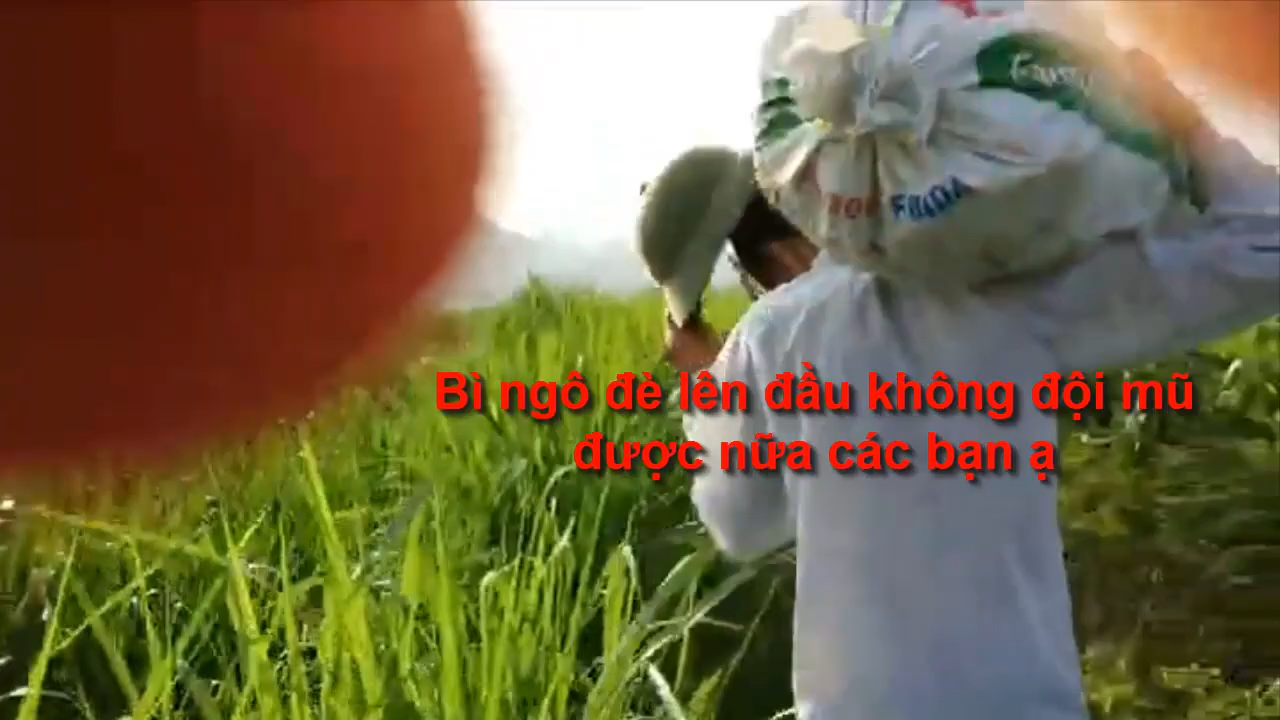 Bì ngô đè lên đầu không đội mũ
được nữa các bạn ạ